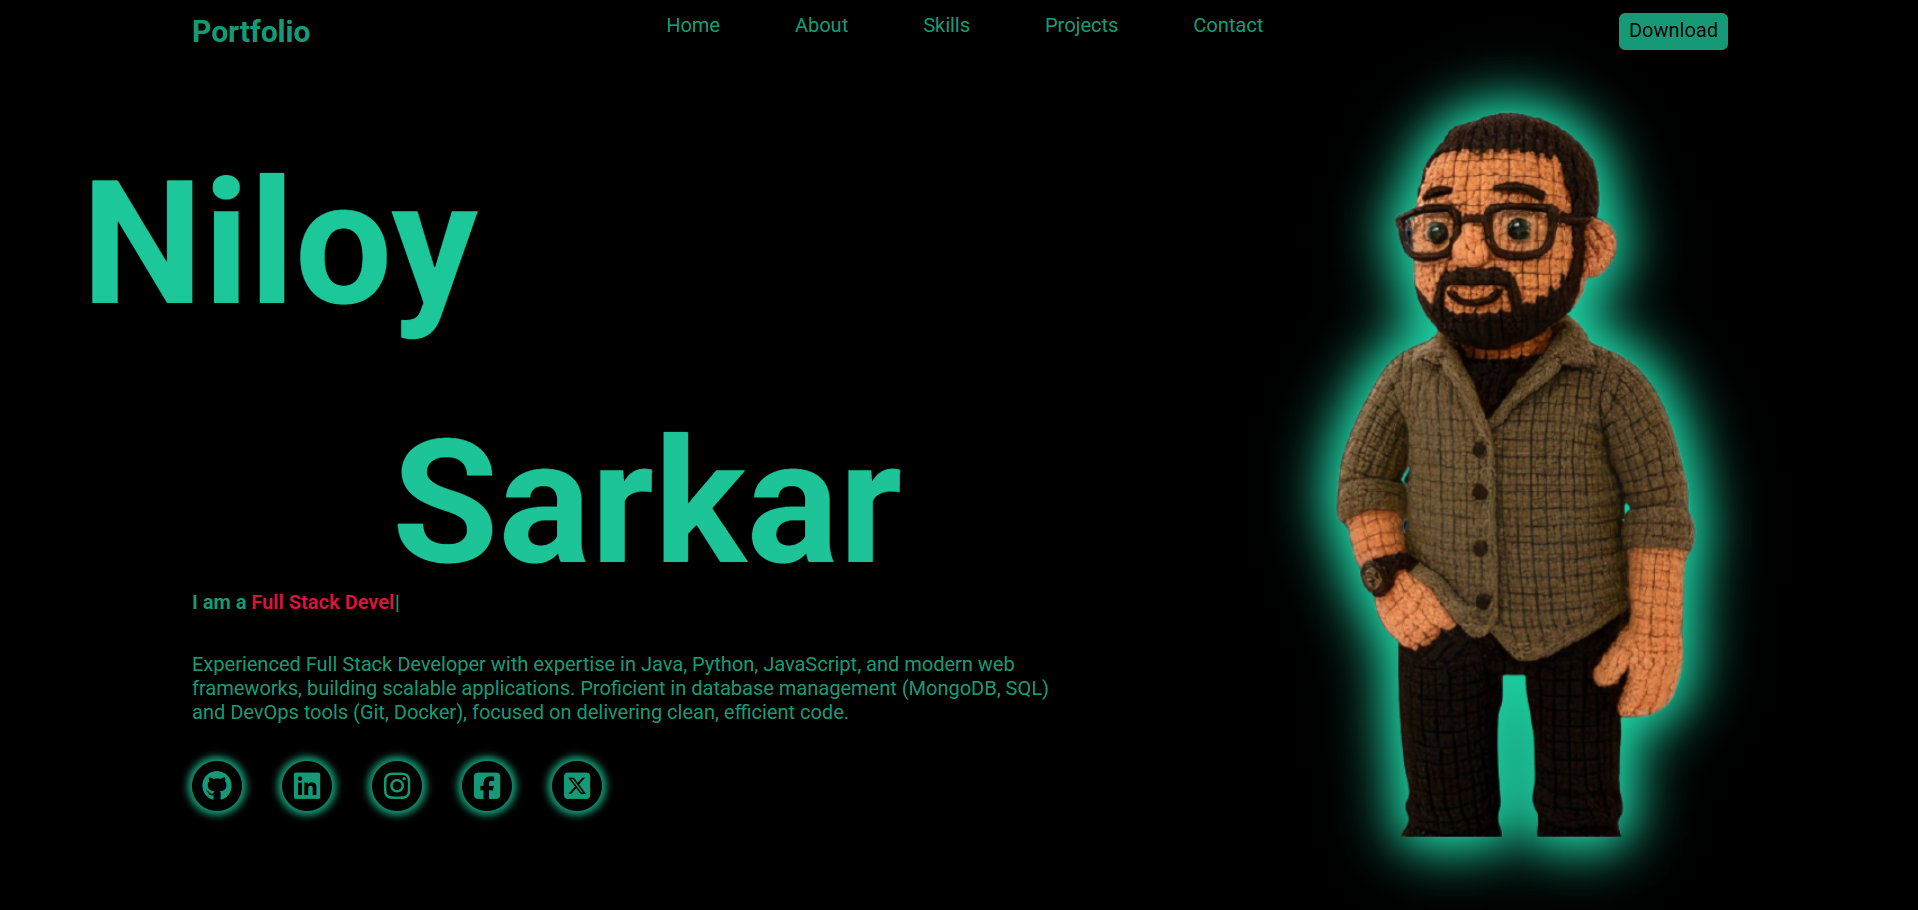 Portfolio
Home
About
Skills
Projects
Contact
Download
Niloy
Sarkar
I am a Full Stack Devel|
Experienced Full Stack Developer with expertise in Java, Python, JavaScript, and modern web
frameworks, building scalable applications. Proficient in database management (MongoDB, SQL)
and DevOps tools (Git, Docker), focused on delivering clean, efficient code.